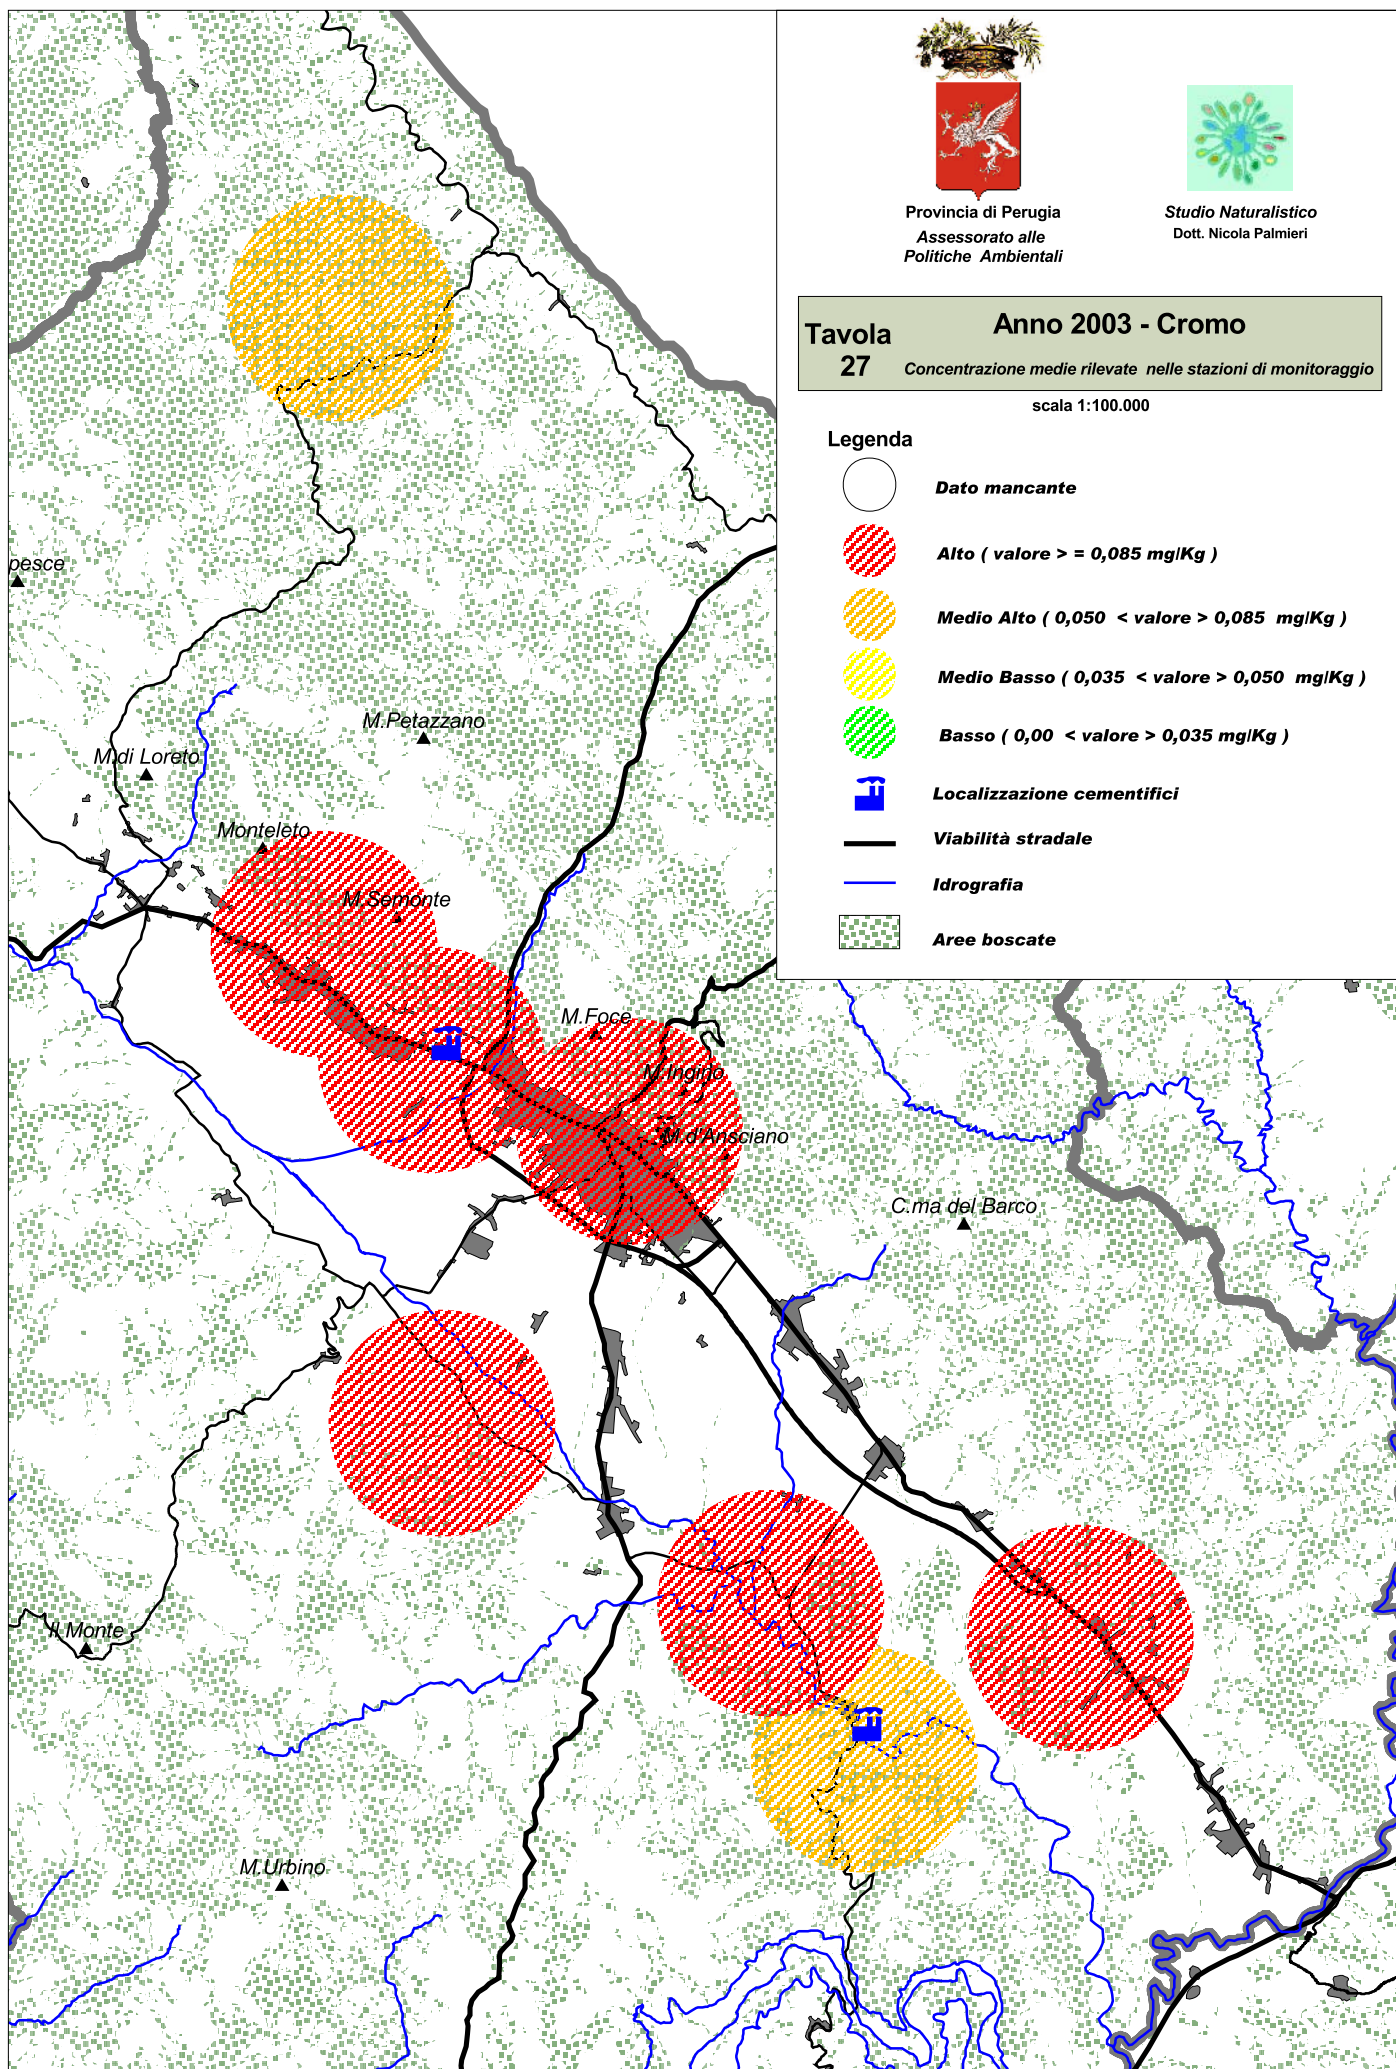 Provincia di Perugia
Assessorato alle
Politiche Ambientali
Studio Naturalistico
Dott. Nicola Palmieri
Tavola
27
Anno 2003 - Cromo
Concentrazione medie rilevate nelle stazioni di monitoraggio
scala 1:100.000
Legenda
Dato mancante
Alto ( valore > = 0,085 mg/Kg )
Medio Alto ( 0,050 < valore > 0,085 mg/Kg )
Medio Basso ( 0,035 < valore > 0,050 mg/Kg )
Basso ( 0,00 < valore > 0,035 mg/Kg )
Localizzazione cementifici
Viabilità stradale
Idrografia
Aree boscate
pesce
M.Petazzano
M.di Loreto
Monteleto
M.Semonte
M.Foce
M.Ingino
M.d'Ansciano
C.ma del Barco
Il Monte
M.Urbino